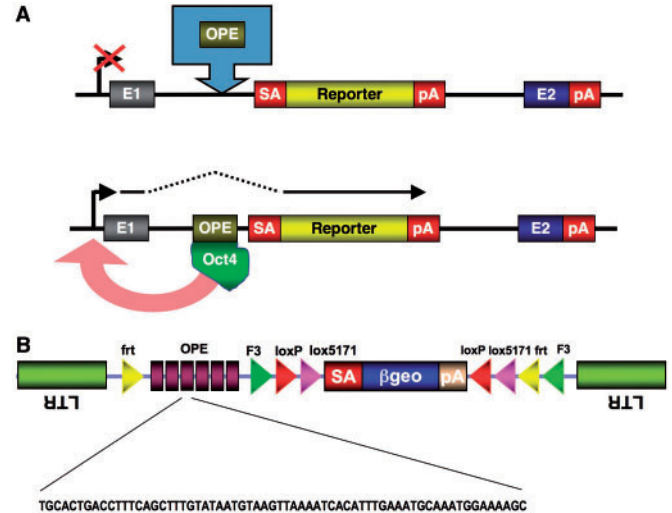 A
OPE
E1 SA Reporter pA E2 pA
E1 OPE SA Reporter pA E2 pA
Oct4
B frt OPE F3 loxP lox5171 loxP lox5171 frt F3
SA βgeo pA
LTR LTR
TGCACTGACCTTTCAGCTTTGTATAATGTAAGTTAAAATCACATTTGAAATGCAAATGGAAAAGC